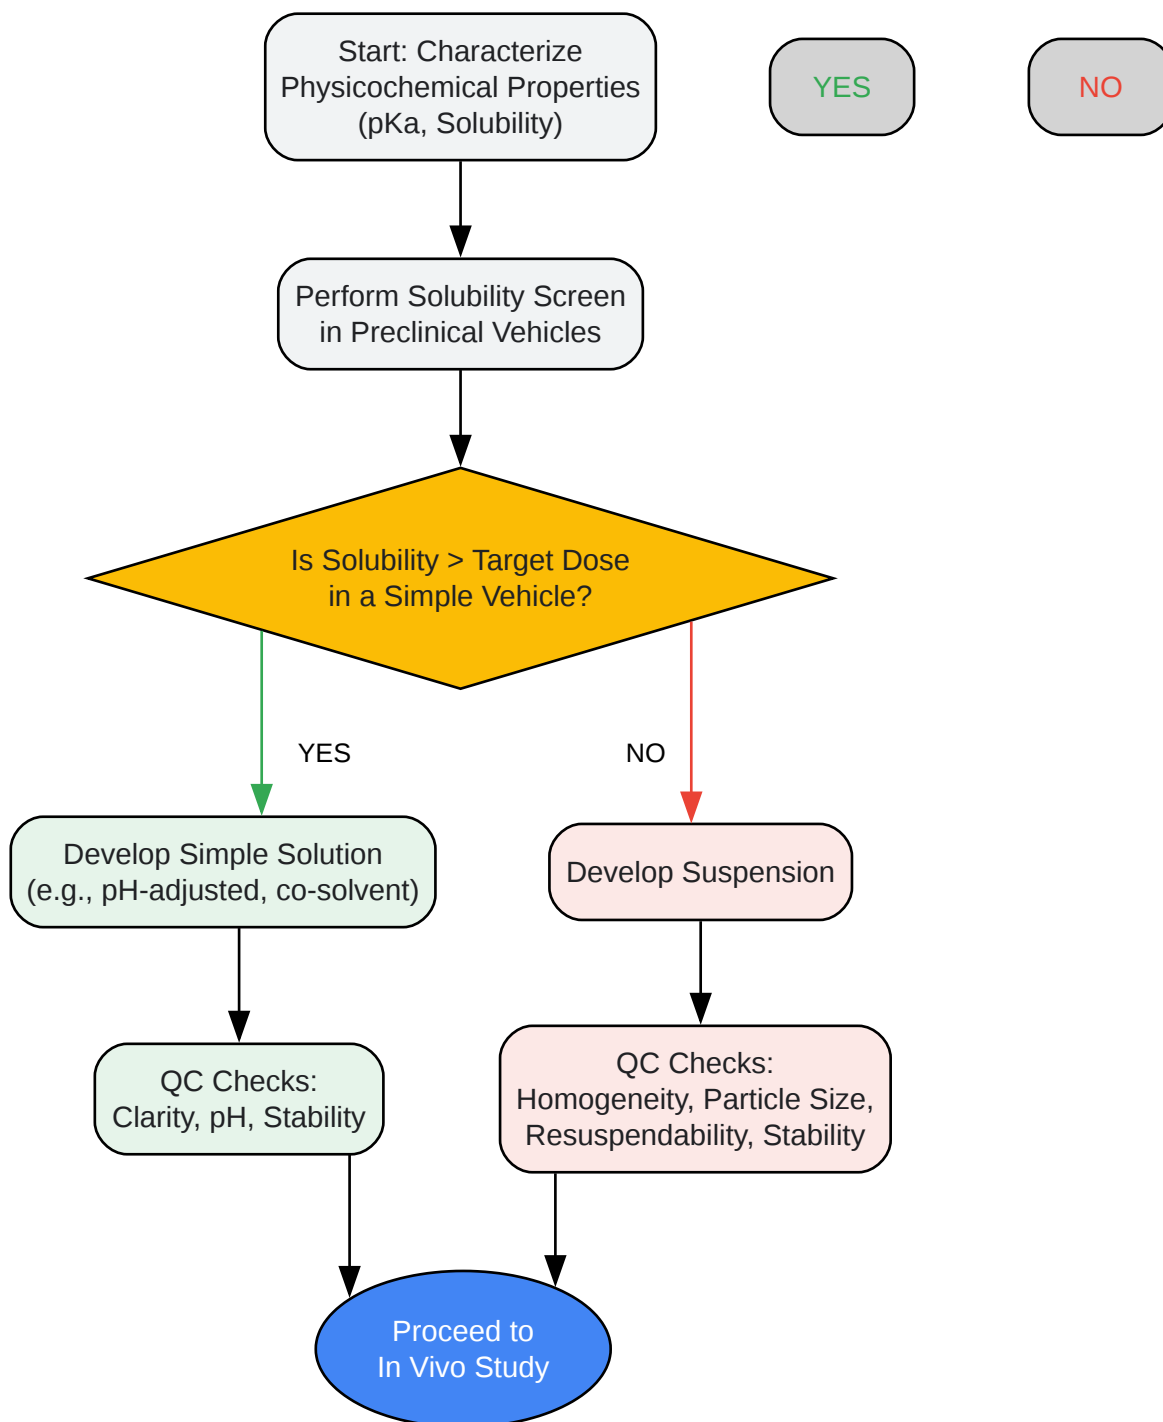 Start: Characterize
Physicochemical Properties
(pKa, Solubility)
YES
NO
Perform Solubility Screen
in Preclinical Vehicles
Is Solubility > Target Dose
in a Simple Vehicle?
YES
NO
Develop Simple Solution
(e.g., pH-adjusted, co-solvent)
Develop Suspension
QC Checks:
Clarity, pH, Stability
QC Checks:
Homogeneity, Particle Size,
Resuspendability, Stability
Proceed to
In Vivo Study